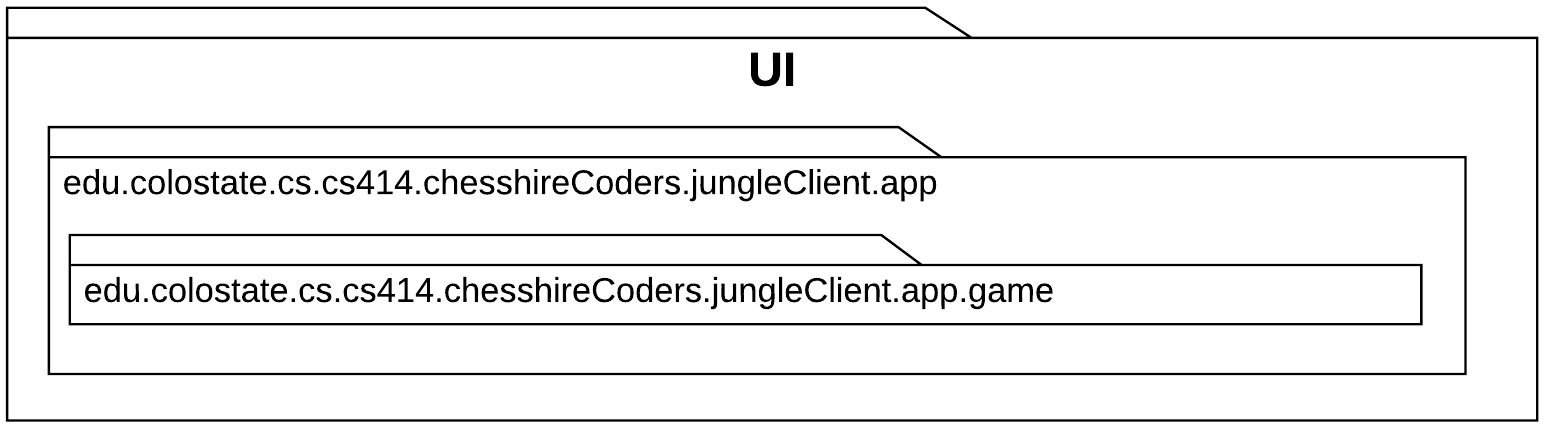 UI
edu.colostate.cs.cs414.chesshireCoders.jungleClient.app
edu.colostate.cs.cs414.chesshireCoders.jungleClient.app.game